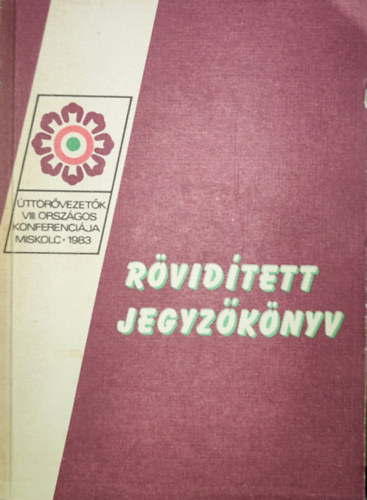 ÚTTÖRŐVEZETŐK
VIII. ORSZÁGOS
KONFERENCIÁJA
MISKOLC • 1983
RÖVIDÍTETT
JEGYZŐKÖNYV